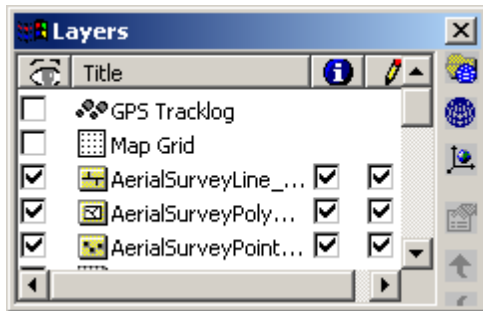 Layers
Title
GPS Tracklog
Map Grid
AerialSurveyLine_...
AerialSurveyPoly...
AerialSurveyPoint...